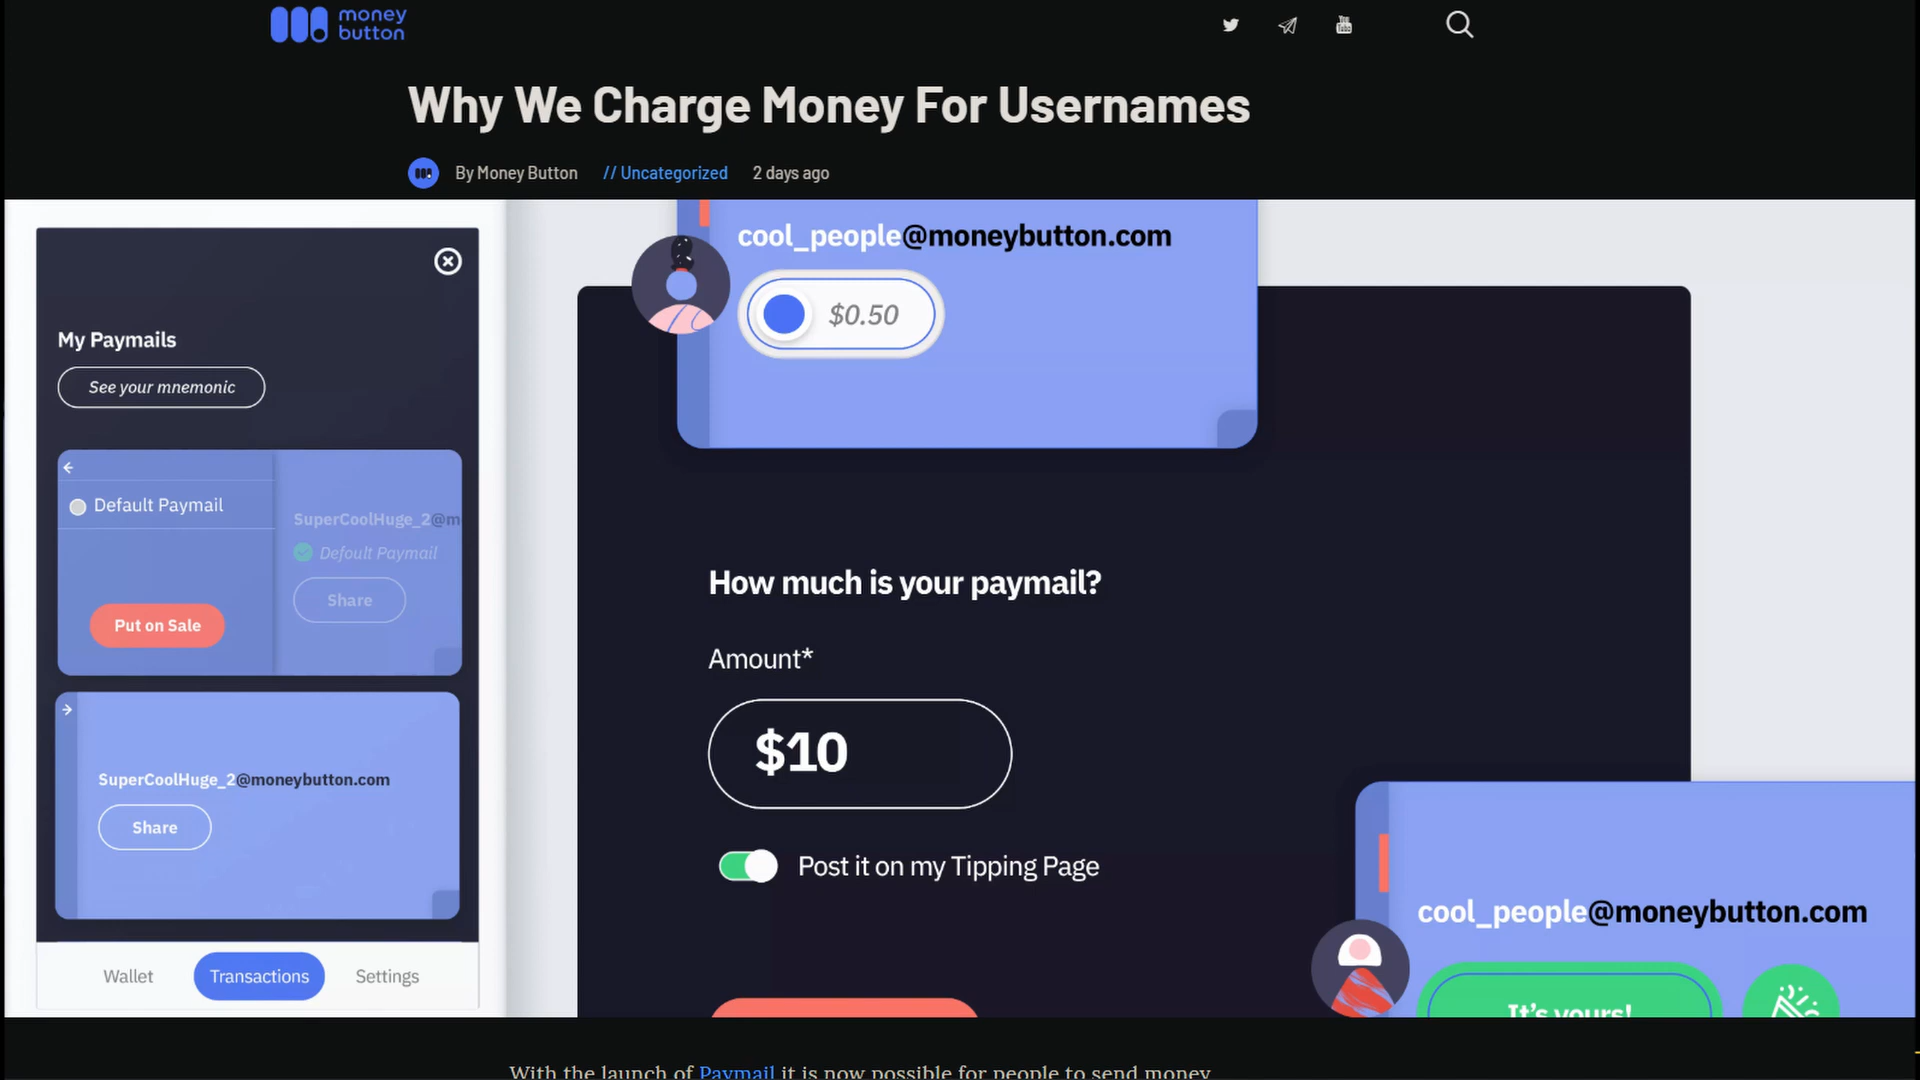 money
button
Why We Charge Money For Usernames
By Money Button // Uncategorized 2 days ago
My Paymails
See your mnemonic
Default Paymail
SuperCoolHuge_2@m
Defoult Paymail
Share
Put on Sale
SuperCoolHuge_2@moneybutton.com
Share
Wallet Transactions Settings
cool_people@moneybutton.com
$0.50
How much is your paymail?
Amount*
$10
Post it on my Tipping Page
cool_people@moneybutton.com
It's yours!
With the launch of Paymail it is now possible for people to send money